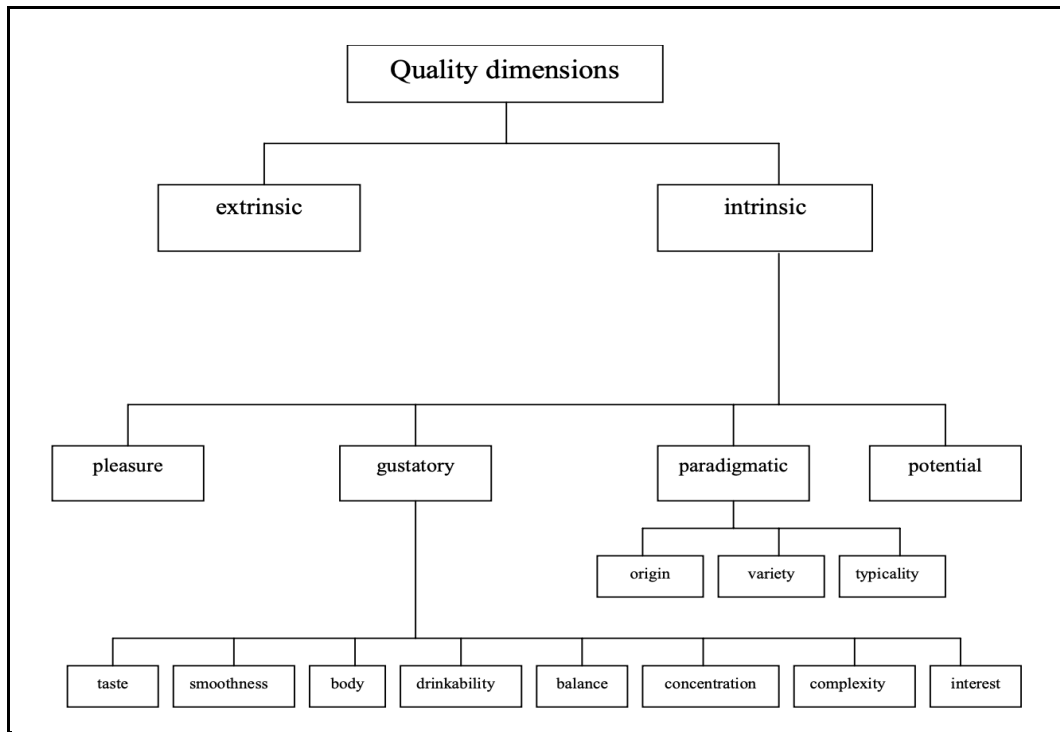 Quality dimensions
extrinsic
intrinsic
pleasure
gustatory
paradigmatic
potential
origin
variety
typicality
taste
smoothness
body
drinkability
balance
concentration
complexity
interest